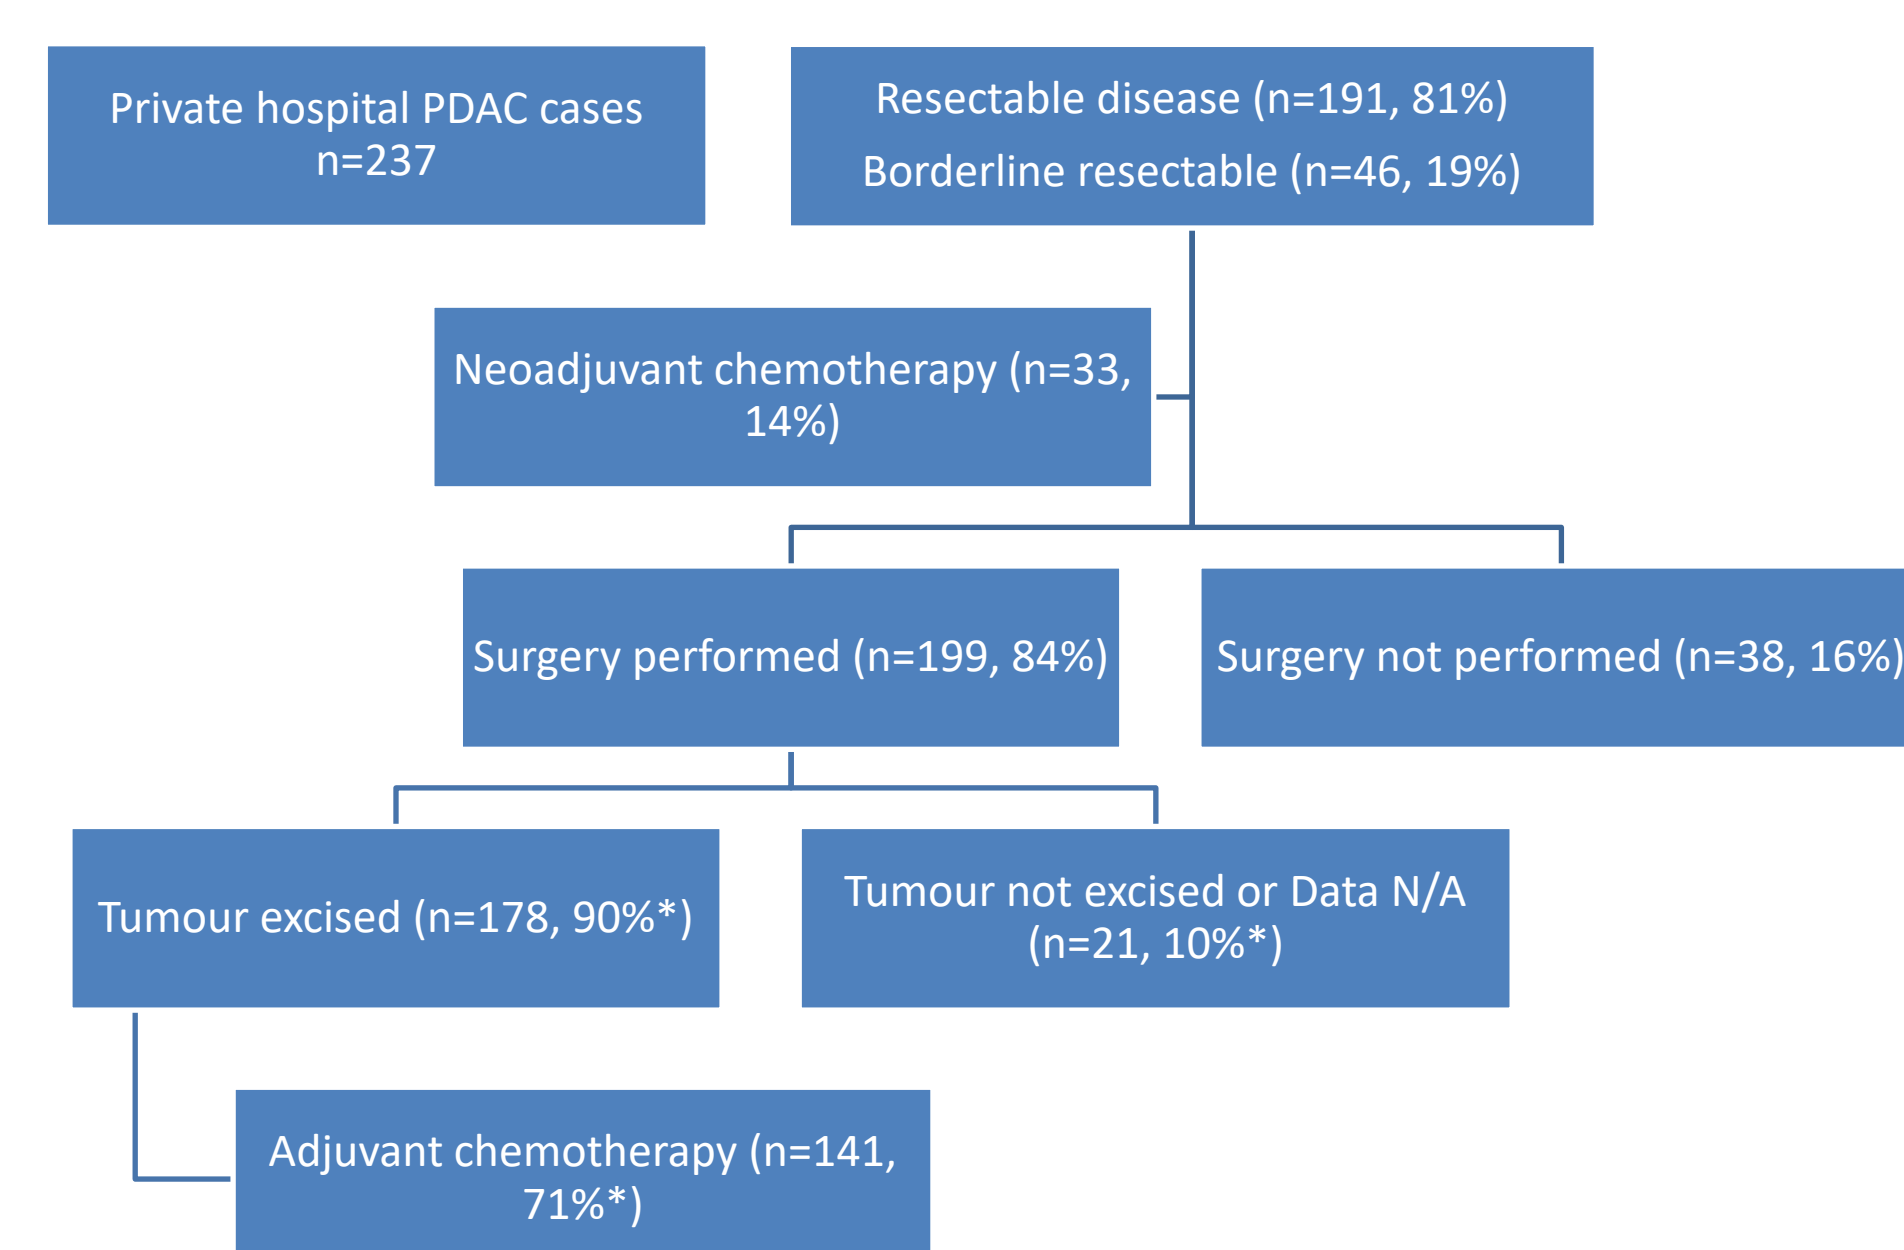 Private hospital PDAC cases
n=237
Resectable disease (n=191, 81%)
Borderline resectable (n=46, 19%)
Neoadjuvant chemotherapy (n=33,
14%)
Surgery performed (n=199, 84%)
Surgery not performed (n=38, 16%)
Tumour excised (n=178, 90%*)
Tumour not excised or Data N/A
(n=21, 10%*)
Adjuvant chemotherapy (n=141,
71%*)